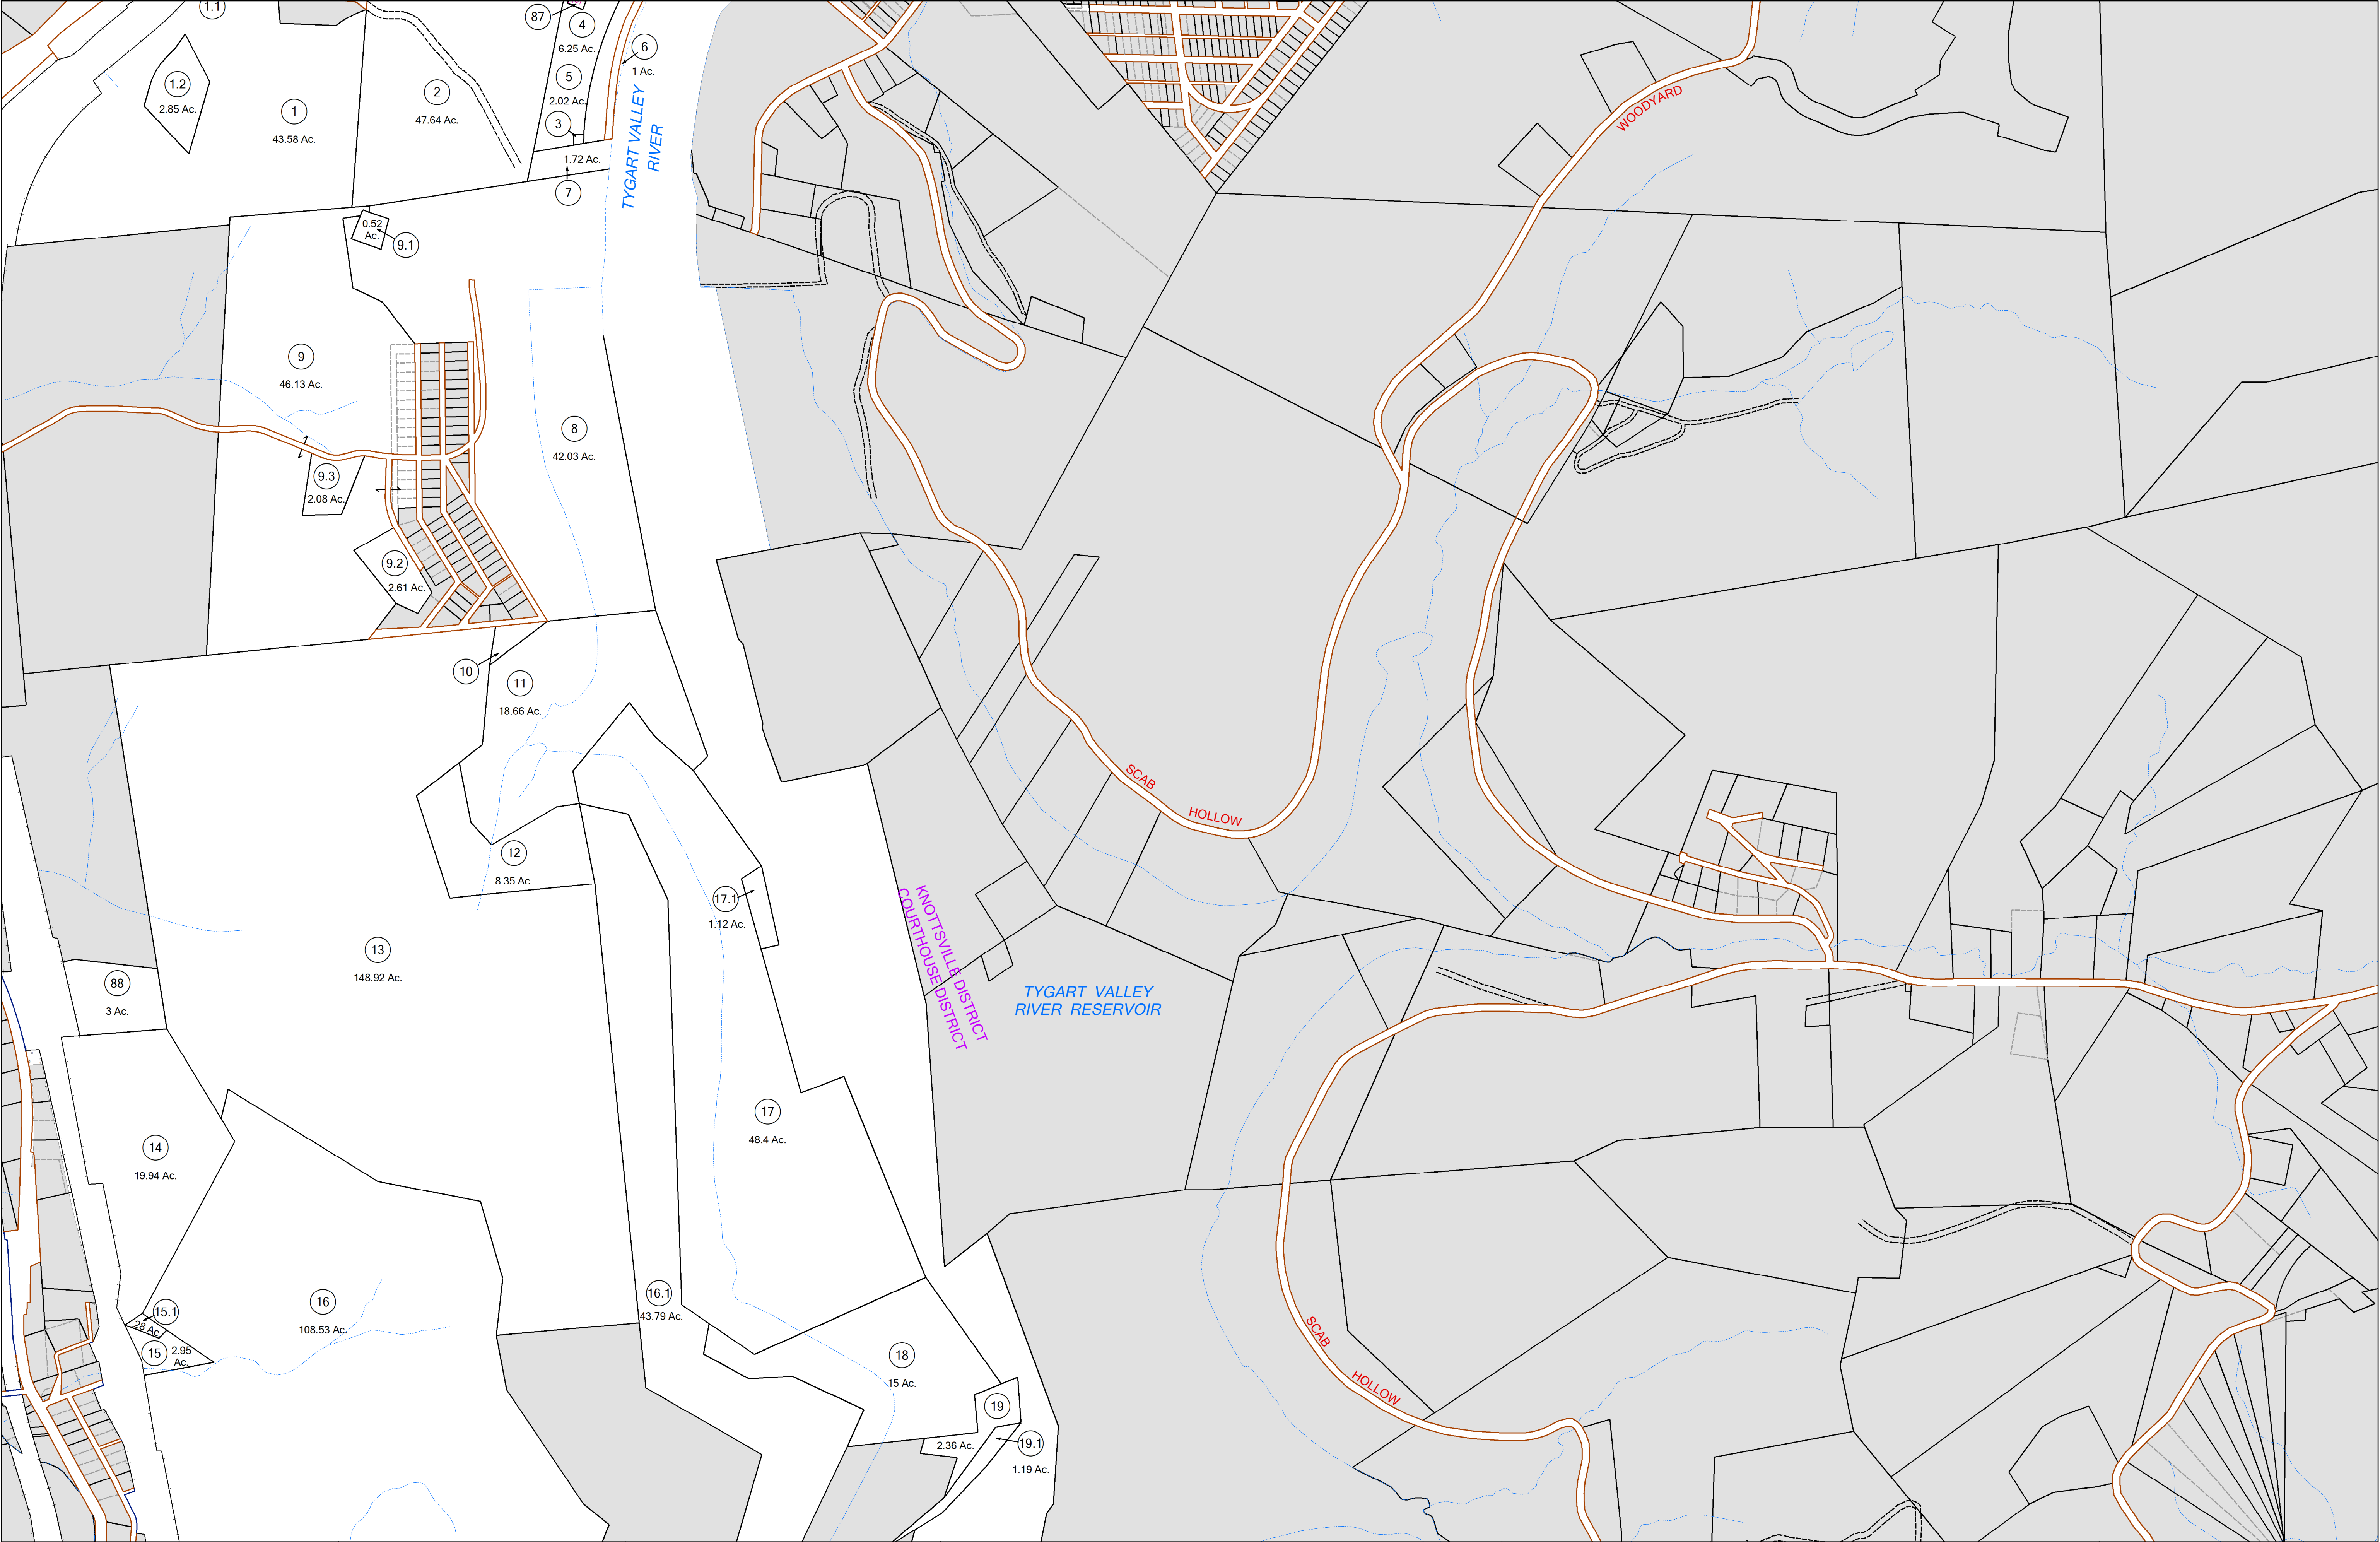 1.1
87
4
6.25 Ac.
6
1 Ac.
1.2
2.85 Ac.
1
43.58 Ac.
2
47.64 Ac.
5
2.02 Ac.
3
1.72 Ac.
7
TYGART VALLEY
RIVER
WOODYARD
0.52
Ac.
9.1
9
46.13 Ac.
8
42.03 Ac.
9.3
2.08 Ac.
9.2
2.61 Ac.
10
11
18.66 Ac.
SCAB
HOLLOW
12
8.35 Ac.
17.1
1.12 Ac.
KNOTTSVILLE DISTRICT
COURTHOUSE DISTRICT
13
148.92 Ac.
88
3 Ac.
TYGART VALLEY
RIVER RESERVOIR
17
48.4 Ac.
14
19.94 Ac.
16.1
43.79 Ac.
16
108.53 Ac.
15.1
.28 Ac.
15
2.95
Ac.
18
15 Ac.
SCAB
HOLLOW
19
2.36 Ac.
19.1
1.19 Ac.